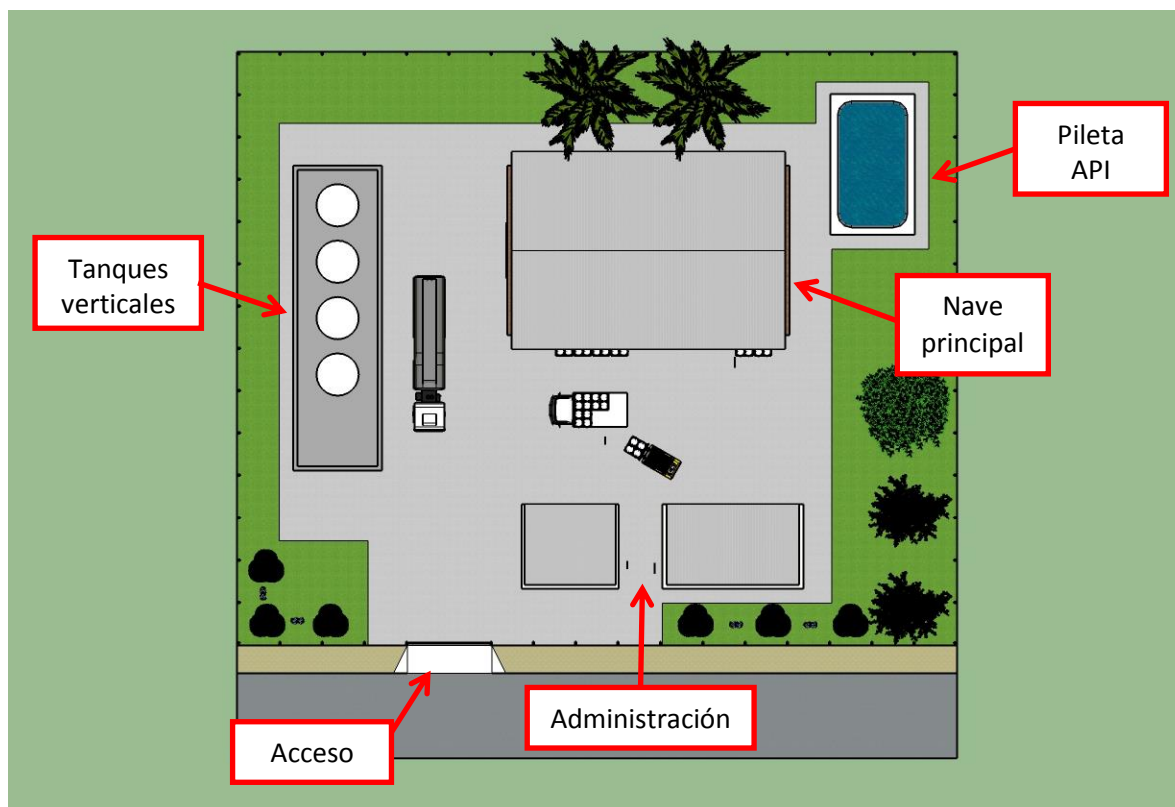 Pileta
API
Tanques
verticales
Nave
principal
Administración
Acceso